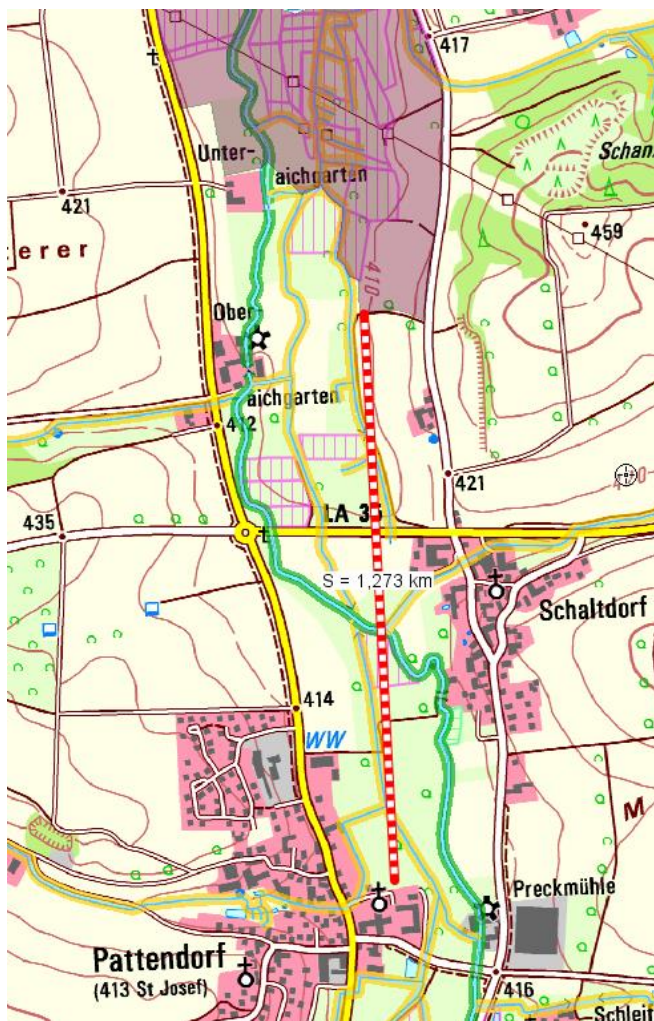 417
Unter-
Schan
aichgarten
421
erer
459
410
Ober-
aichgarten
412
421
435
LA 3
S = 1,273 km
Schaltdorf
414
WW
M
Preckmühle
Pattendorf
(413 St Josef)
416
Schleit